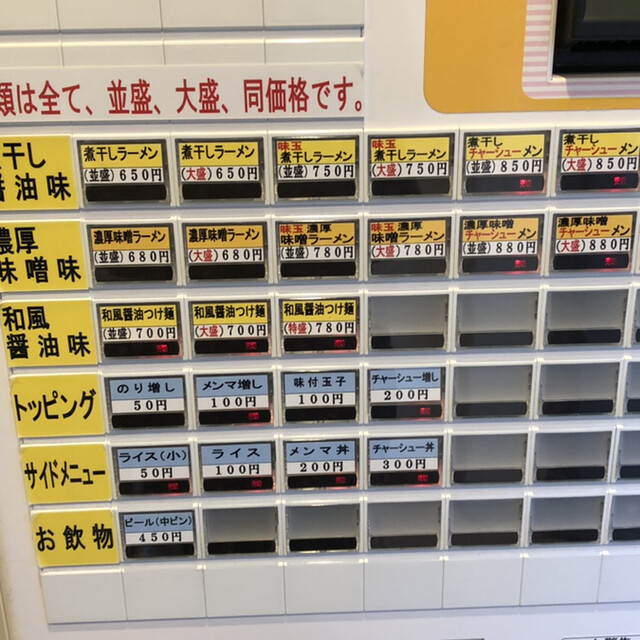 類は全て、並盛、大盛、同価格です。
煮干し
醤油味
煮干しラーメン
(並盛)650円
煮干しラーメン
(大盛)650円
味玉
煮干しラーメン
(並盛)750円
味玉
煮干しラーメン
(大盛)750円
煮干し
チャーシューメン
(並盛)850円
煮干し
チャーシューメン
(大盛)850円
濃厚
味噌味
濃厚味噌ラーメン
(並盛)680円
濃厚味噌ラーメン
(大盛)680円
味玉 濃厚
味噌ラーメン
(並盛)780円
味玉 濃厚
味噌ラーメン
(大盛)780円
濃厚味噌
チャーシューメン
(並盛)880円
濃厚味噌
チャーシューメン
(大盛)880円
和風
醤油味
和風醤油つけ麺
(並盛)700円
和風醤油つけ麺
(大盛)700円
和風醤油つけ麺
(特盛)780円
トッピング
のり増し
50円
メンマ増し
100円
味付玉子
100円
チャーシュー増し
200円
サイドメニュー
ライス(小)
50円
ライス
100円
メンマ丼
200円
チャーシュー丼
300円
お飲物
ビール(中ビン)
450円